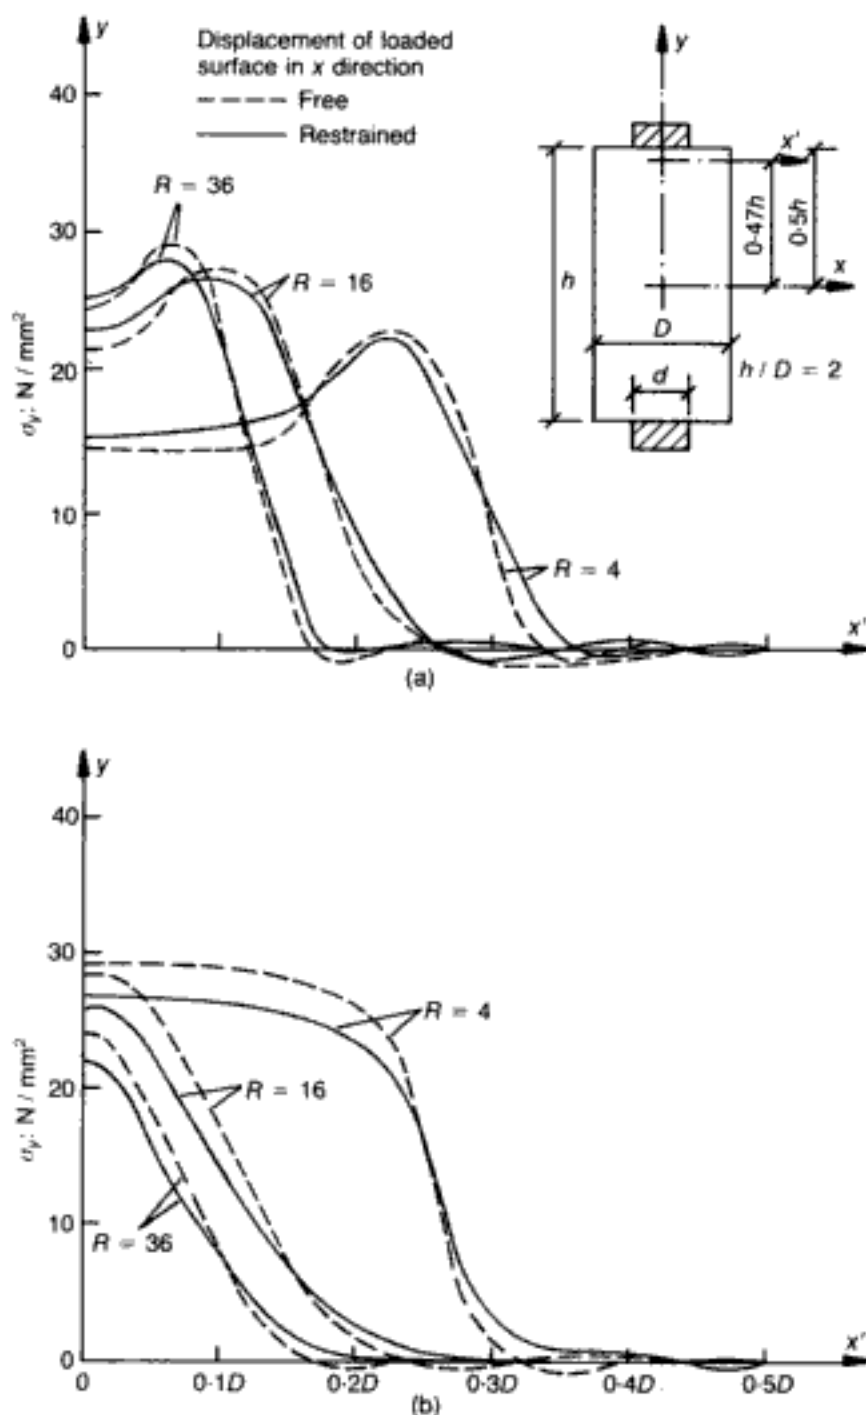 y
Displacement of loaded
surface in x direction
Free
Restrained
40
30
20
10
0
σy: N / mm²
R = 36
R = 16
R = 4
x'
(a)
y
x'
0·47h
0·5h
x
h
D
d
h / D = 2
y
40
30
20
10
0
σy: N / mm²
R = 4
R = 16
R = 36
x'
0
0·1D
0·2D
0·3D
0·4D
0·5D
(b)